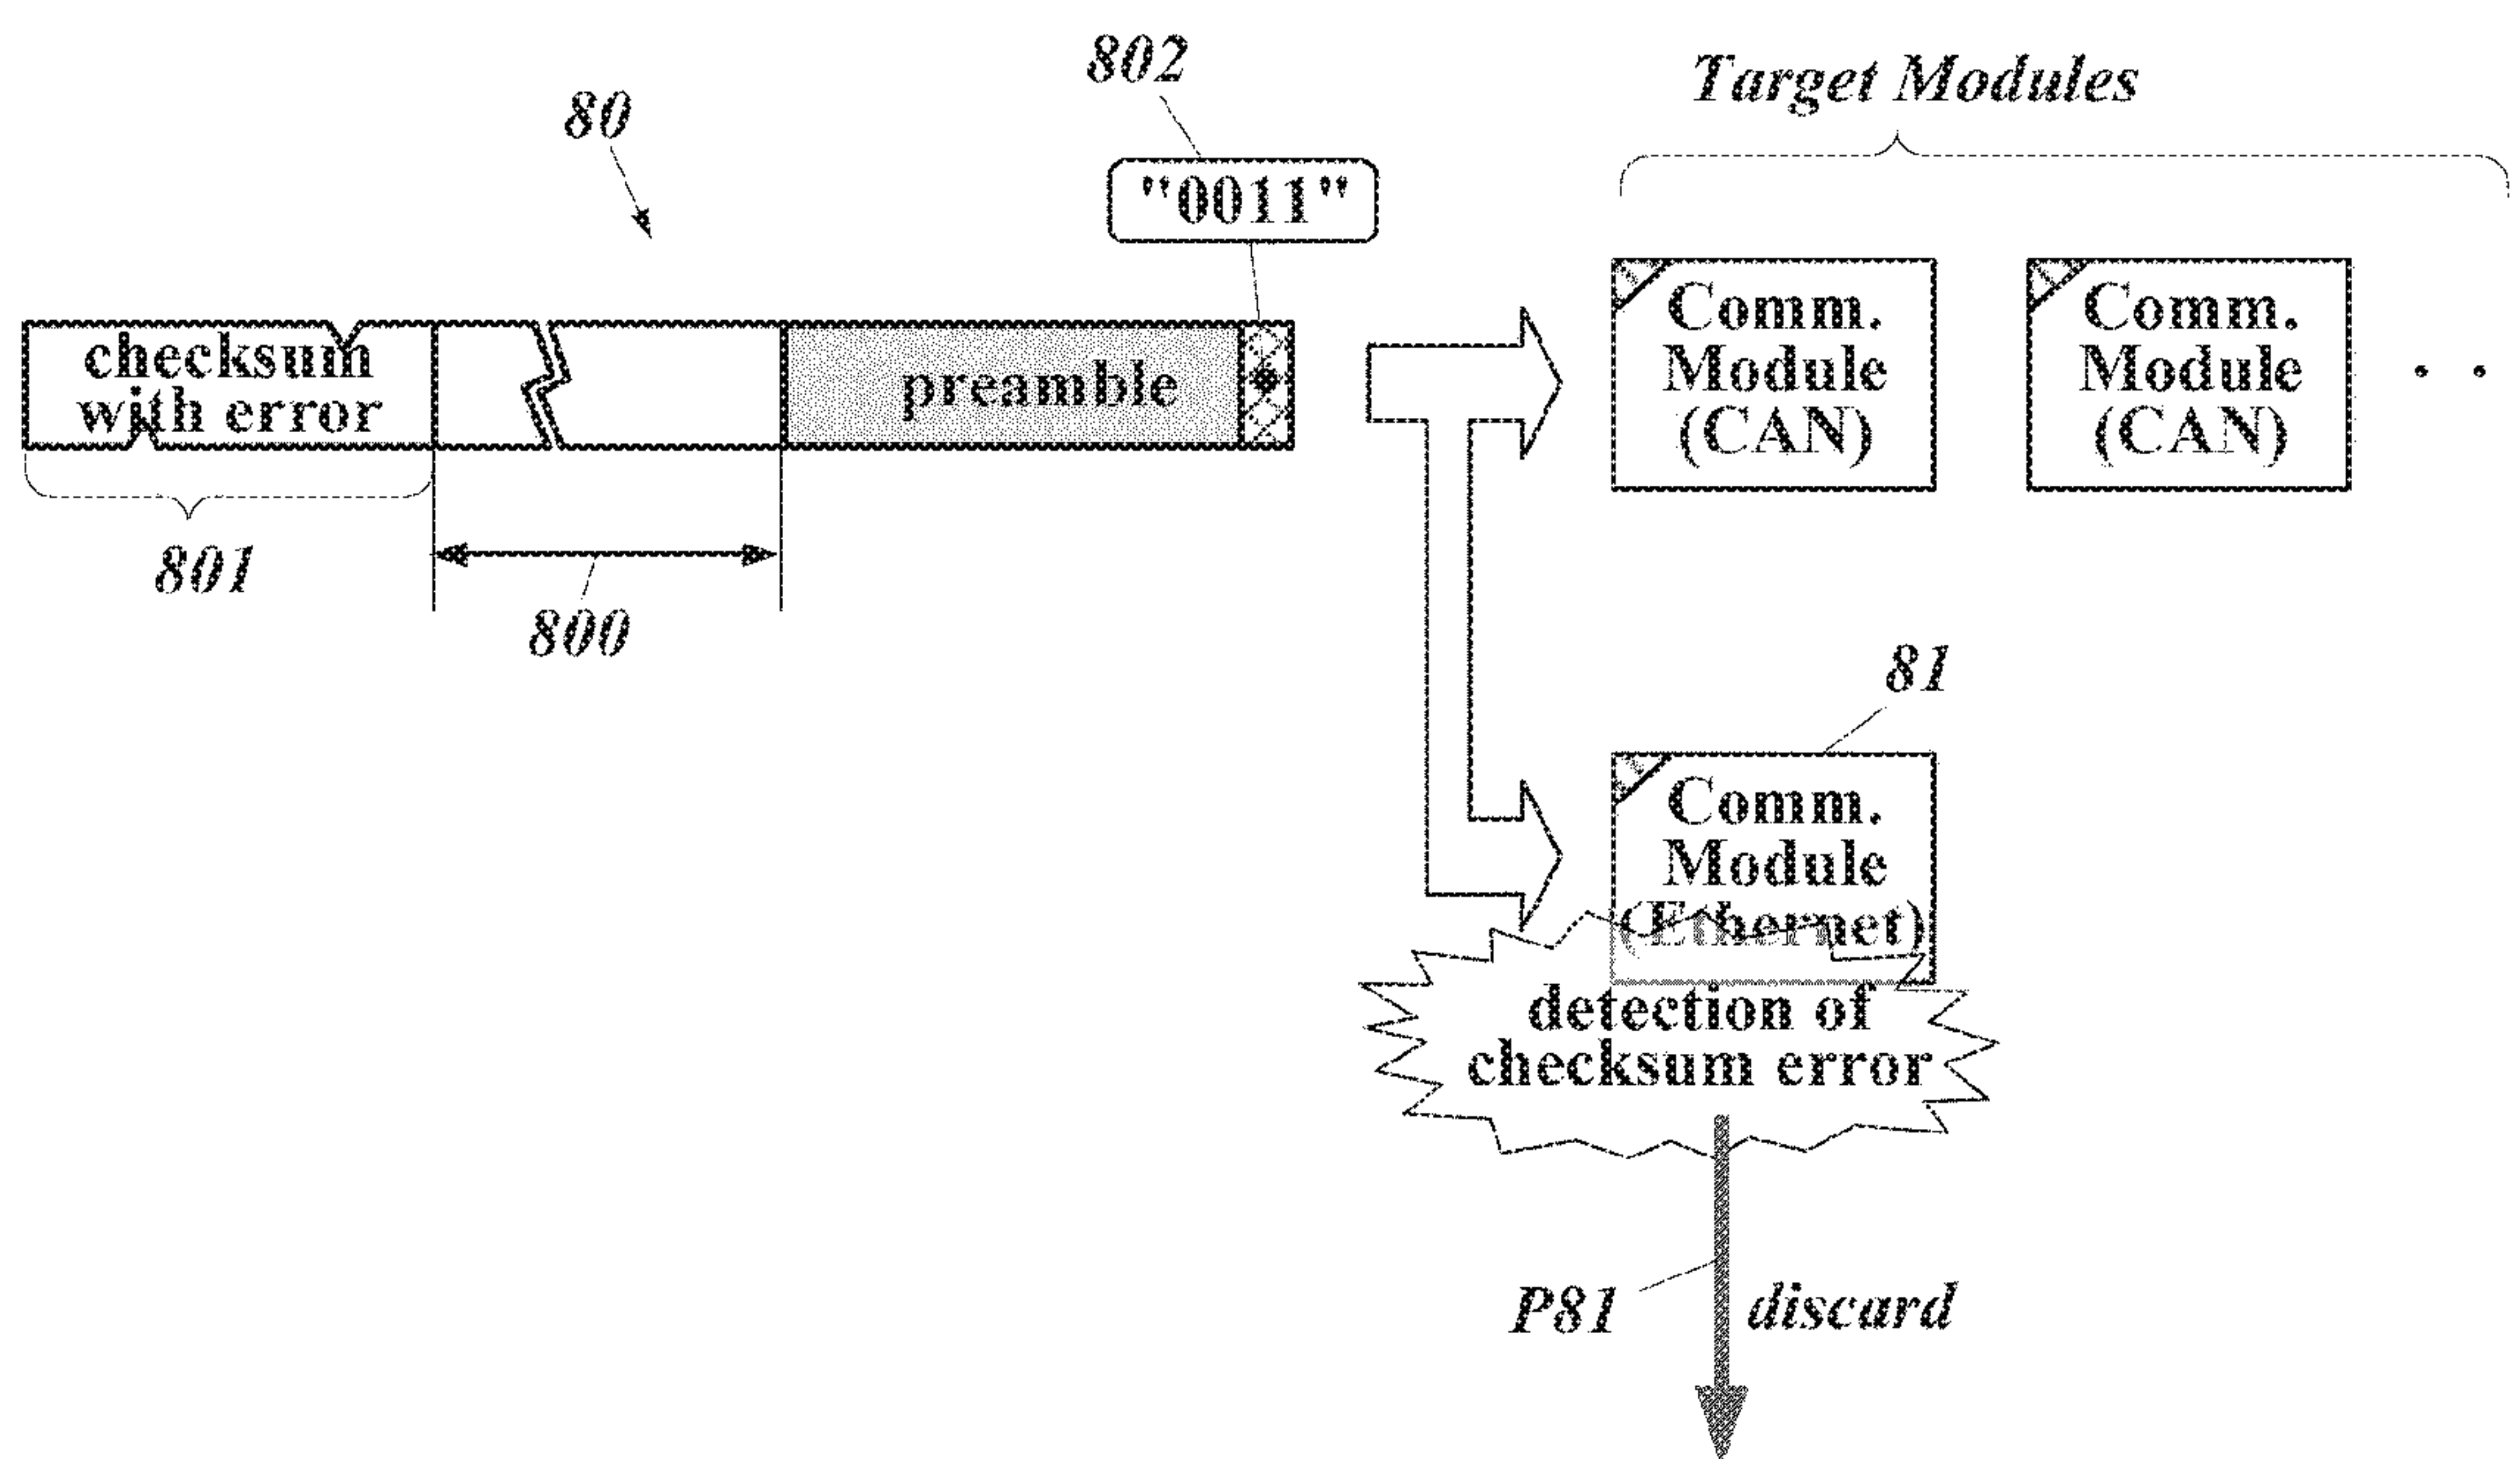 802
Target Modules
80
"0011"
checksum
with error
preamble
Comm.
Module
(CAN)
Comm.
Module
(CAN)
801
800
81
Comm.
Module
(Ethernet)
detection of
checksum error
P81
discard